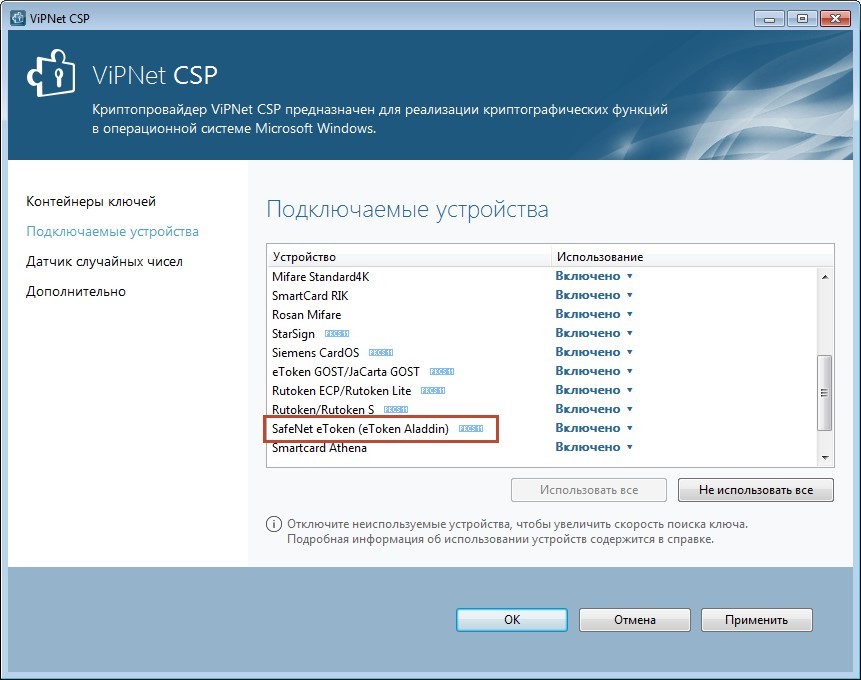 ViPNet CSP
ViPNet CSP
Криптопровайдер ViPNet CSP предназначен для реализации криптографических функций
в операционной системе Microsoft Windows.
Контейнеры ключей
Подключаемые устройства
Датчик случайных чисел
Дополнительно
Подключаемые устройства
Устройство Использование
Mifare Standard4K Включено
SmartCard RIK Включено
Rosan Mifare Включено
StarSign PKCS11 Включено
Siemens CardOS PKCS11 Включено
eToken GOST/JaCarta GOST PKCS11 Включено
Rutoken ECP/Rutoken Lite PKCS11 Включено
Rutoken/Rutoken S PKCS11 Включено
SafeNet eToken (eToken Aladdin) PKCS11 Включено
Smartcard Athena Включено
Использовать все Не использовать все
Отключите неиспользуемые устройства, чтобы увеличить скорость поиска ключа.
Подробная информация об использовании устройств содержится в справке.
OK Отмена Применить